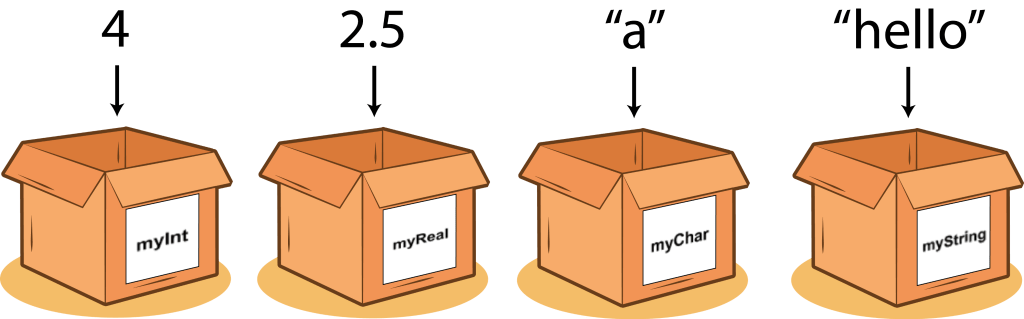 4 2.5 “a” “hello”
myInt myReal myChar myString